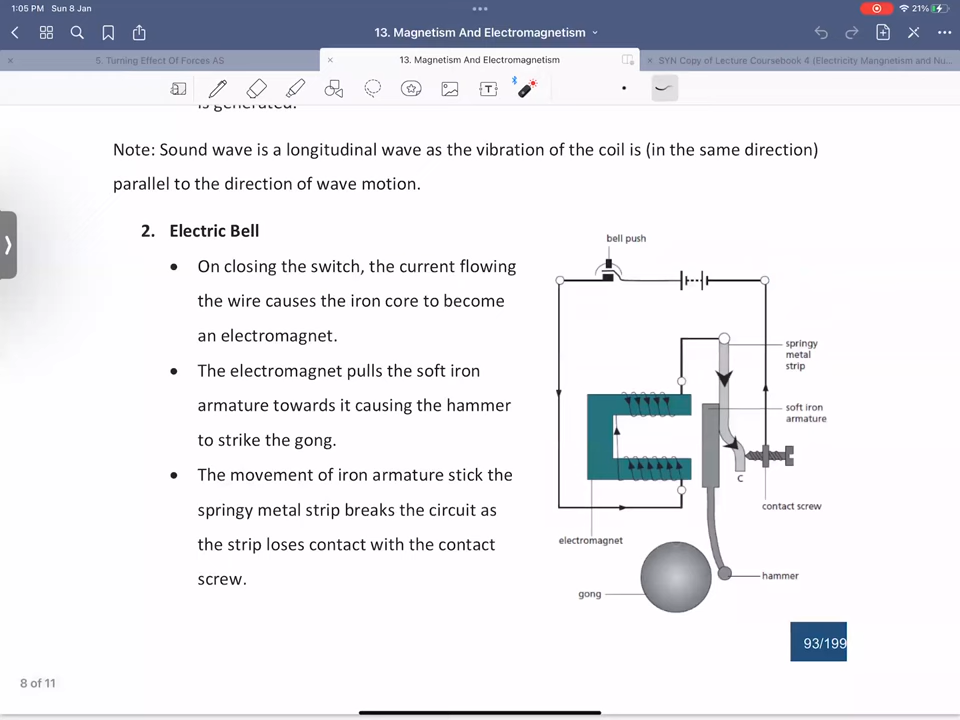 1:05 PM Sun 8 Jan
21%
13. Magnetism And Electromagnetism
5. Turning Effect Of Forces AS
13. Magnetism And Electromagnetism
SYN Copy of Lecture Coursebook 4 (Electricity Mangnetism and Nu...
T
is generated.
Note: Sound wave is a longitudinal wave as the vibration of the coil is (in the same direction)
parallel to the direction of wave motion.
2. Electric Bell
• On closing the switch, the current flowing
the wire causes the iron core to become
an electromagnet.
• The electromagnet pulls the soft iron
armature towards it causing the hammer
to strike the gong.
• The movement of iron armature stick the
springy metal strip breaks the circuit as
the strip loses contact with the contact
screw.
bell push
springy
metal
strip
soft iron
armature
C
contact screw
electromagnet
hammer
gong
93/199
8 of 11